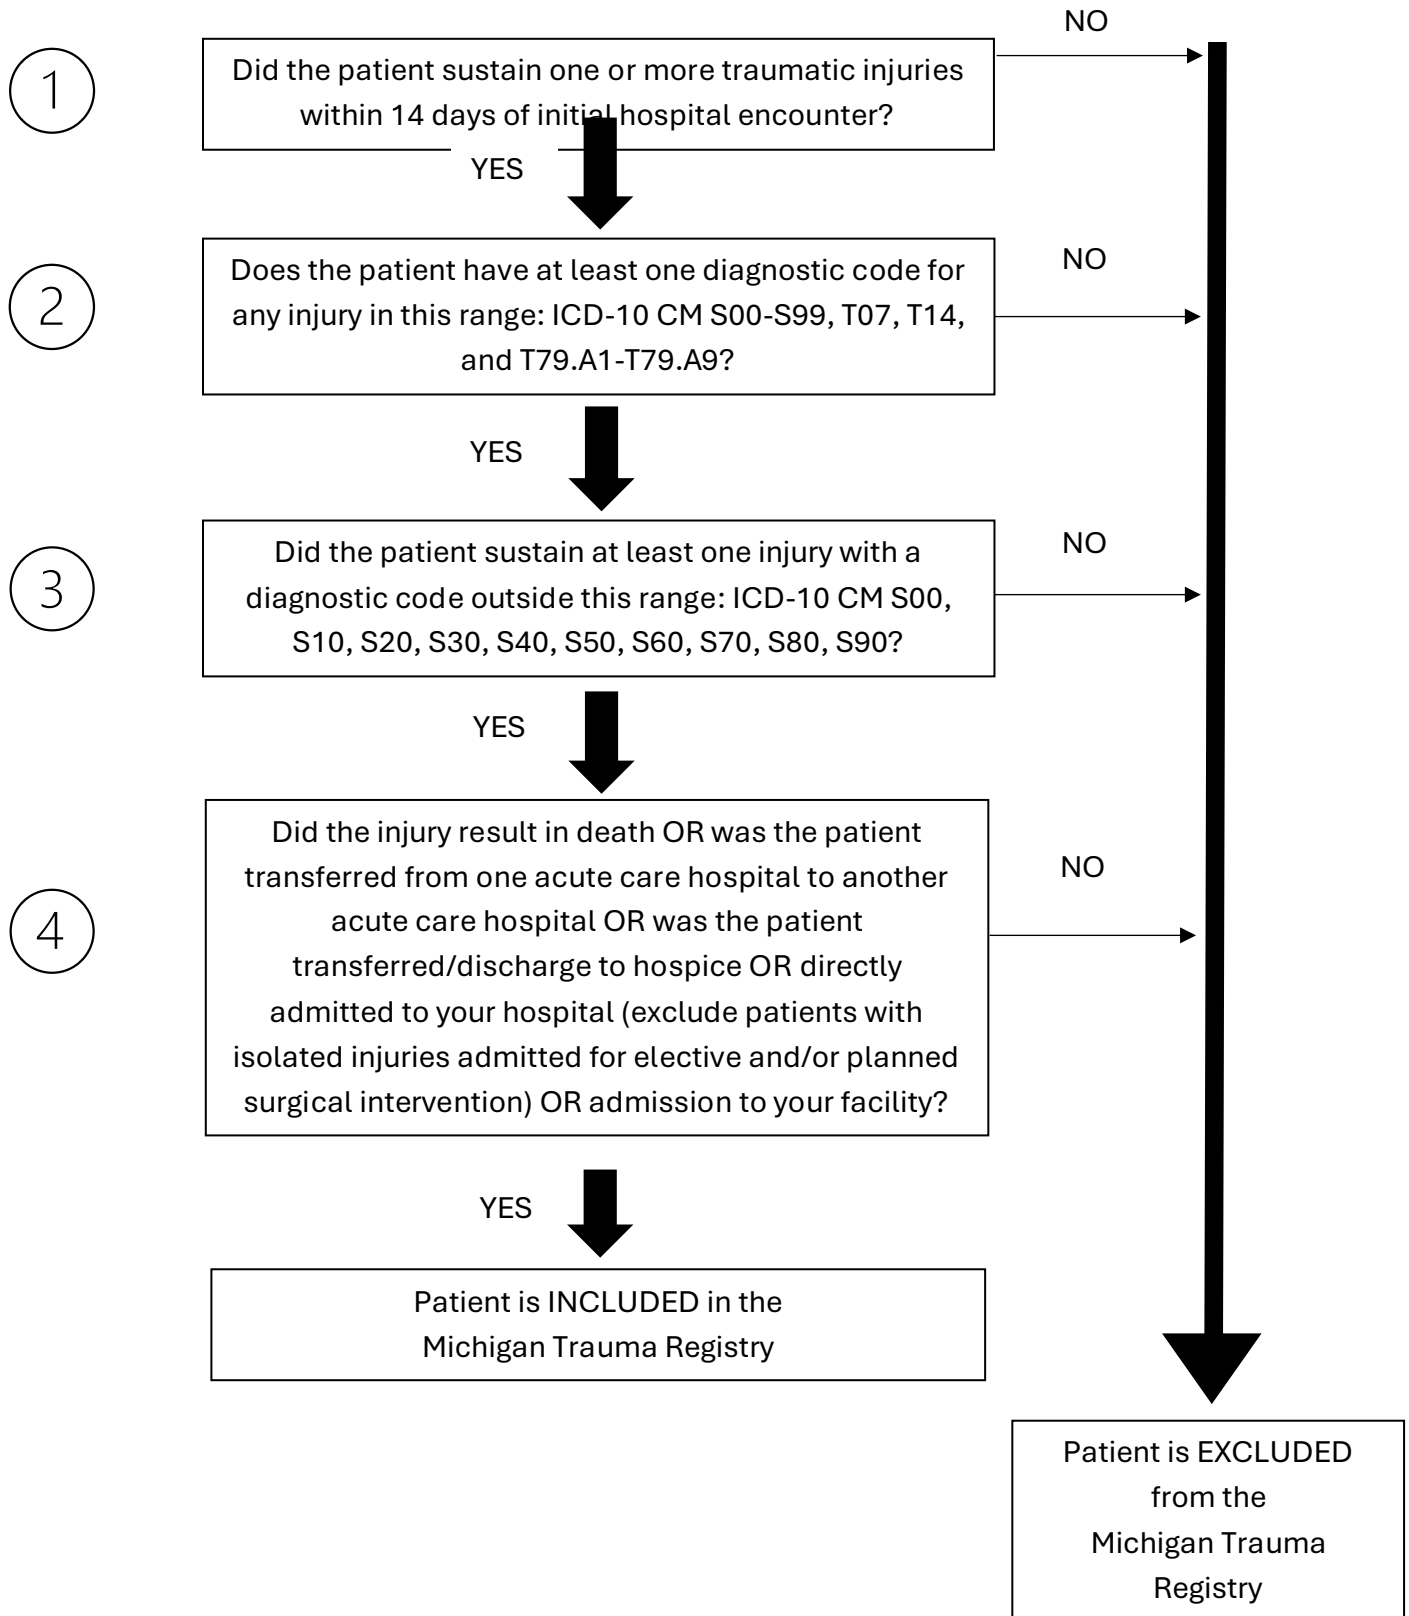 NO
1
Did the patient sustain one or more traumatic injuries
within 14 days of initial hospital encounter?
YES
2
Does the patient have at least one diagnostic code for
any injury in this range: ICD-10 CM S00-S99, T07, T14,
and T79.A1-T79.A9?
NO
YES
3
Did the patient sustain at least one injury with a
diagnostic code outside this range: ICD-10 CM S00,
S10, S20, S30, S40, S50, S60, S70, S80, S90?
NO
YES
4
Did the injury result in death OR was the patient
transferred from one acute care hospital to another
acute care hospital OR was the patient
transferred/discharge to hospice OR directly
admitted to your hospital (exclude patients with
isolated injuries admitted for elective and/or planned
surgical intervention) OR admission to your facility?
NO
YES
Patient is INCLUDED in the
Michigan Trauma Registry
Patient is EXCLUDED
from the
Michigan Trauma
Registry